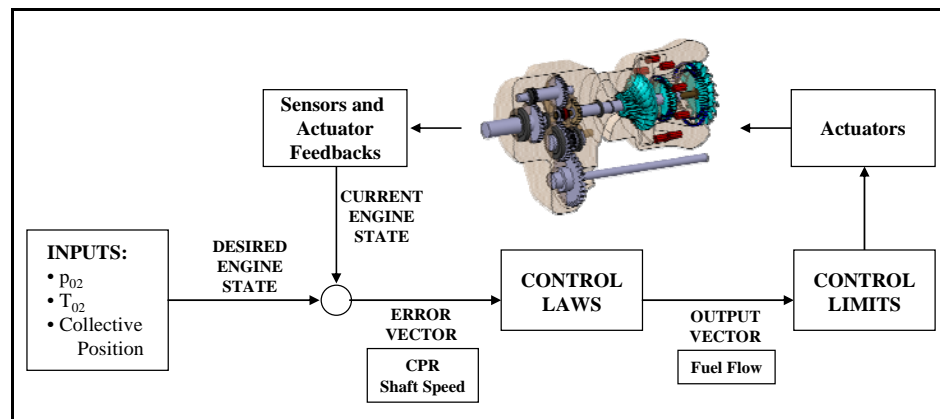 Sensors and
Actuator
Feedbacks
Actuators
CURRENT
ENGINE
STATE
INPUTS:
• p02
• T02
• Collective
Position
DESIRED
ENGINE
STATE
ERROR
VECTOR
CPR
Shaft Speed
CONTROL
LAWS
OUTPUT
VECTOR
Fuel Flow
CONTROL
LIMITS